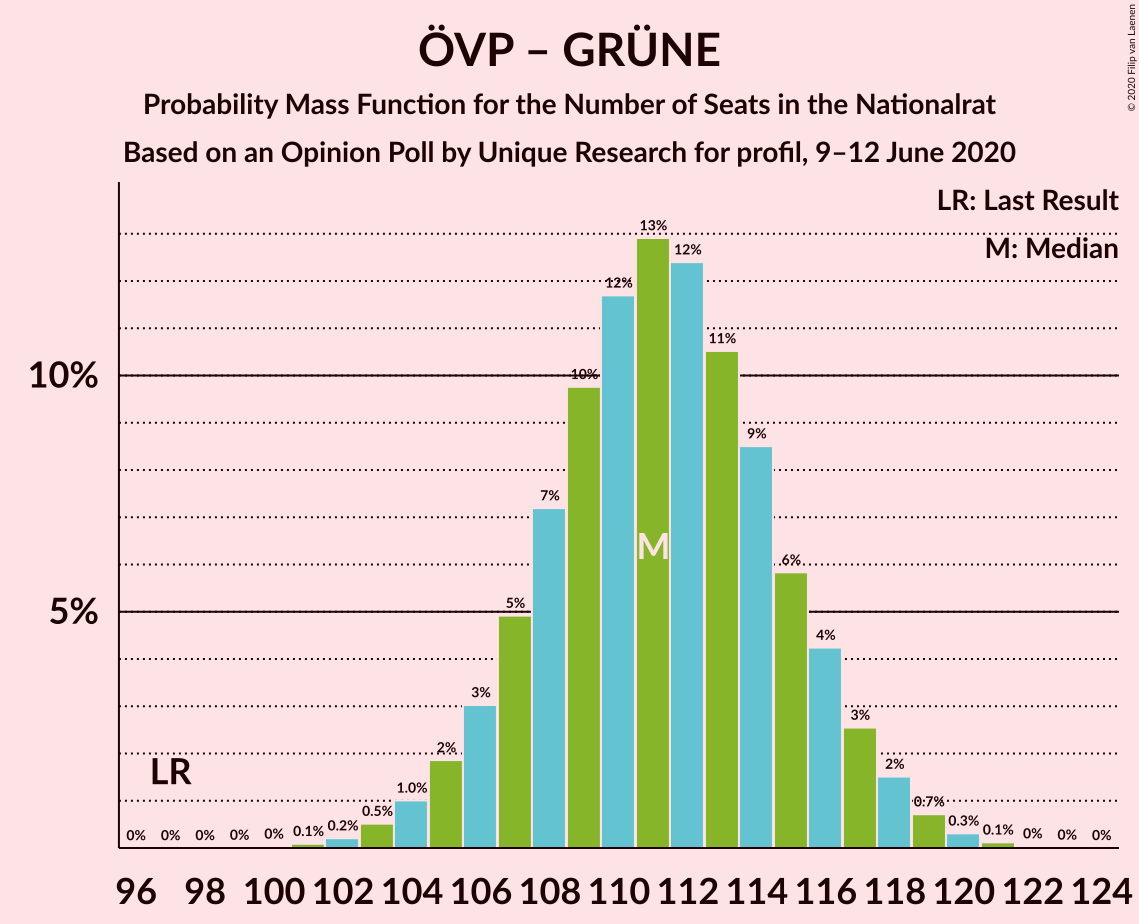 ÖVP – GRÜNE
Probability Mass Function for the Number of Seats in the Nationalrat
Based on an Opinion Poll by Unique Research for profil, 9–12 June 2020
© 2020 Filip van Laenen
LR: Last Result
M: Median
10%
5%
LR
M
0% 0% 0% 0% 0% 0.1% 0.2% 0.5% 1.0% 2% 3% 5% 7% 10% 12% 13% 12% 11% 9% 6% 4% 3% 2% 0.7% 0.3% 0.1% 0% 0% 0%
96 98 100 102 104 106 108 110 112 114 116 118 120 122 124